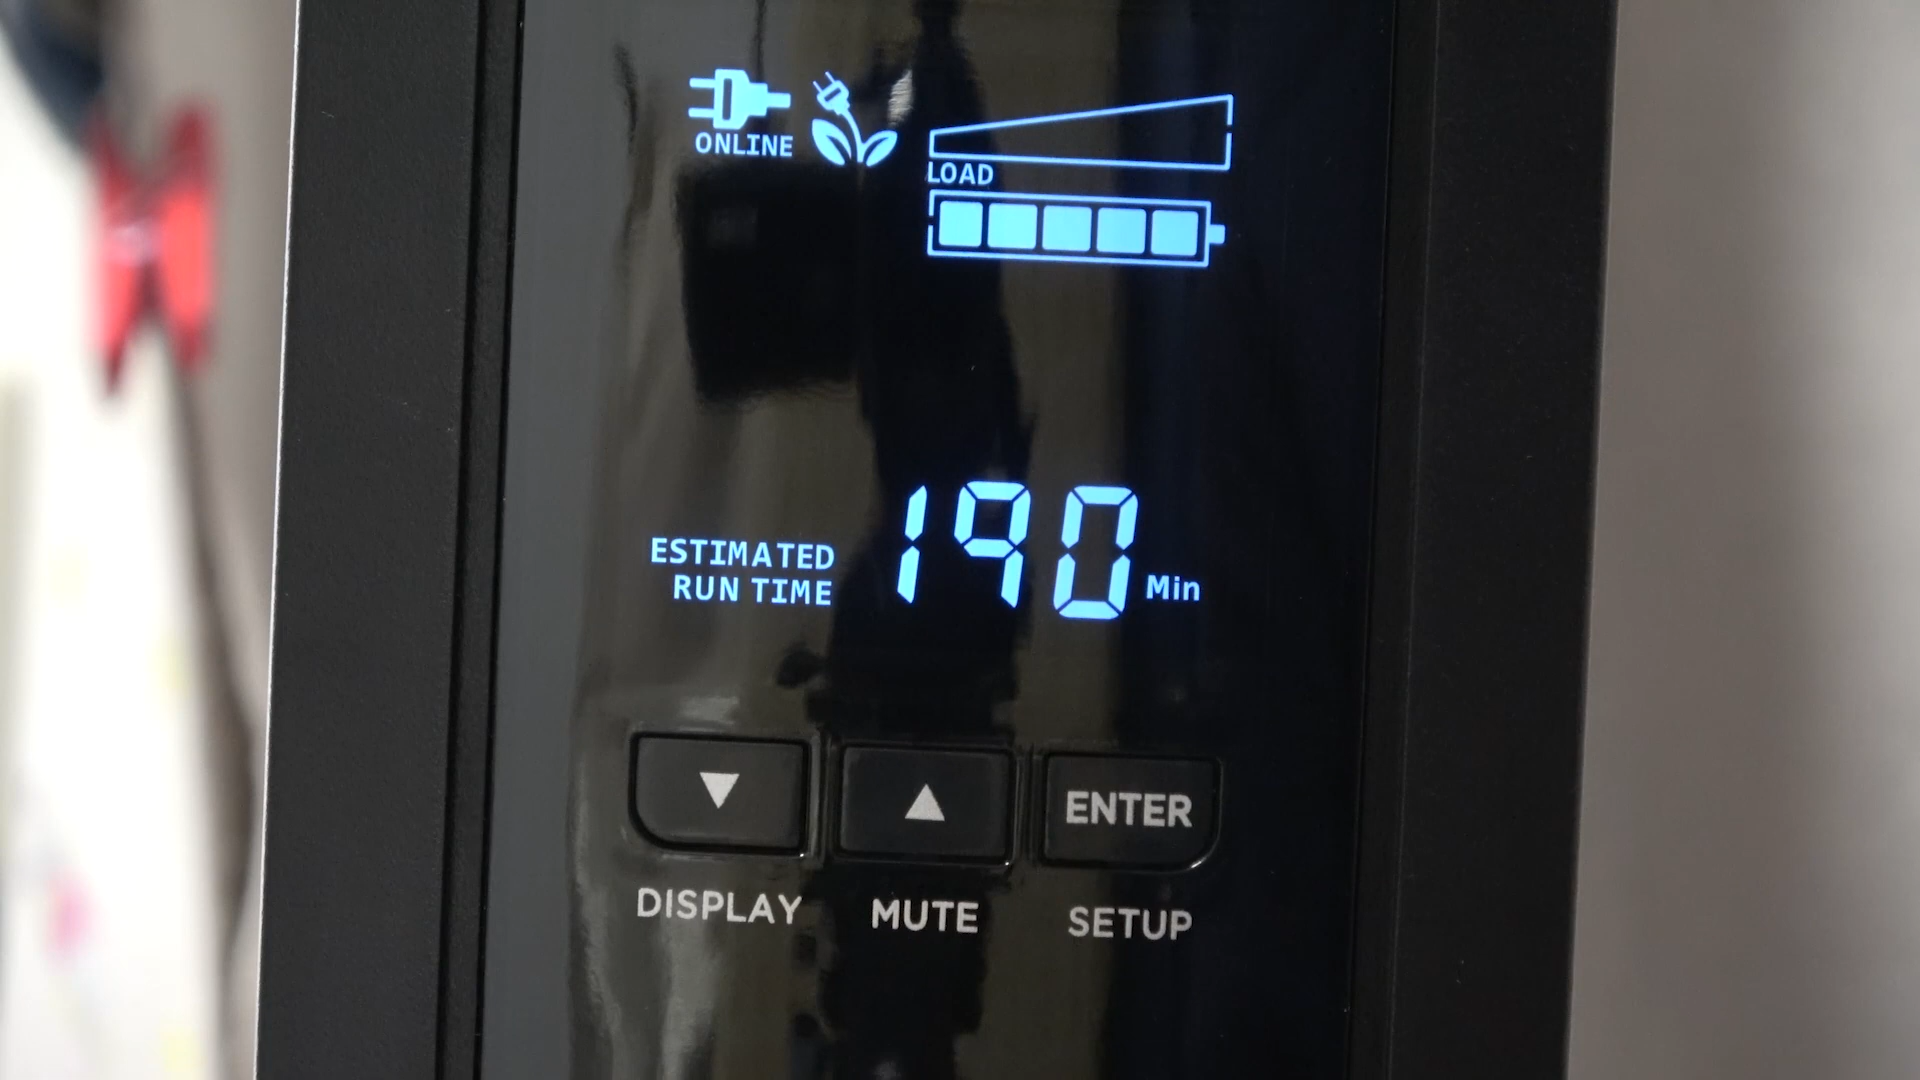 ONLINE
LOAD
ESTIMATED
RUN TIME
190 Min
▼
▲
ENTER
DISPLAY
MUTE
SETUP